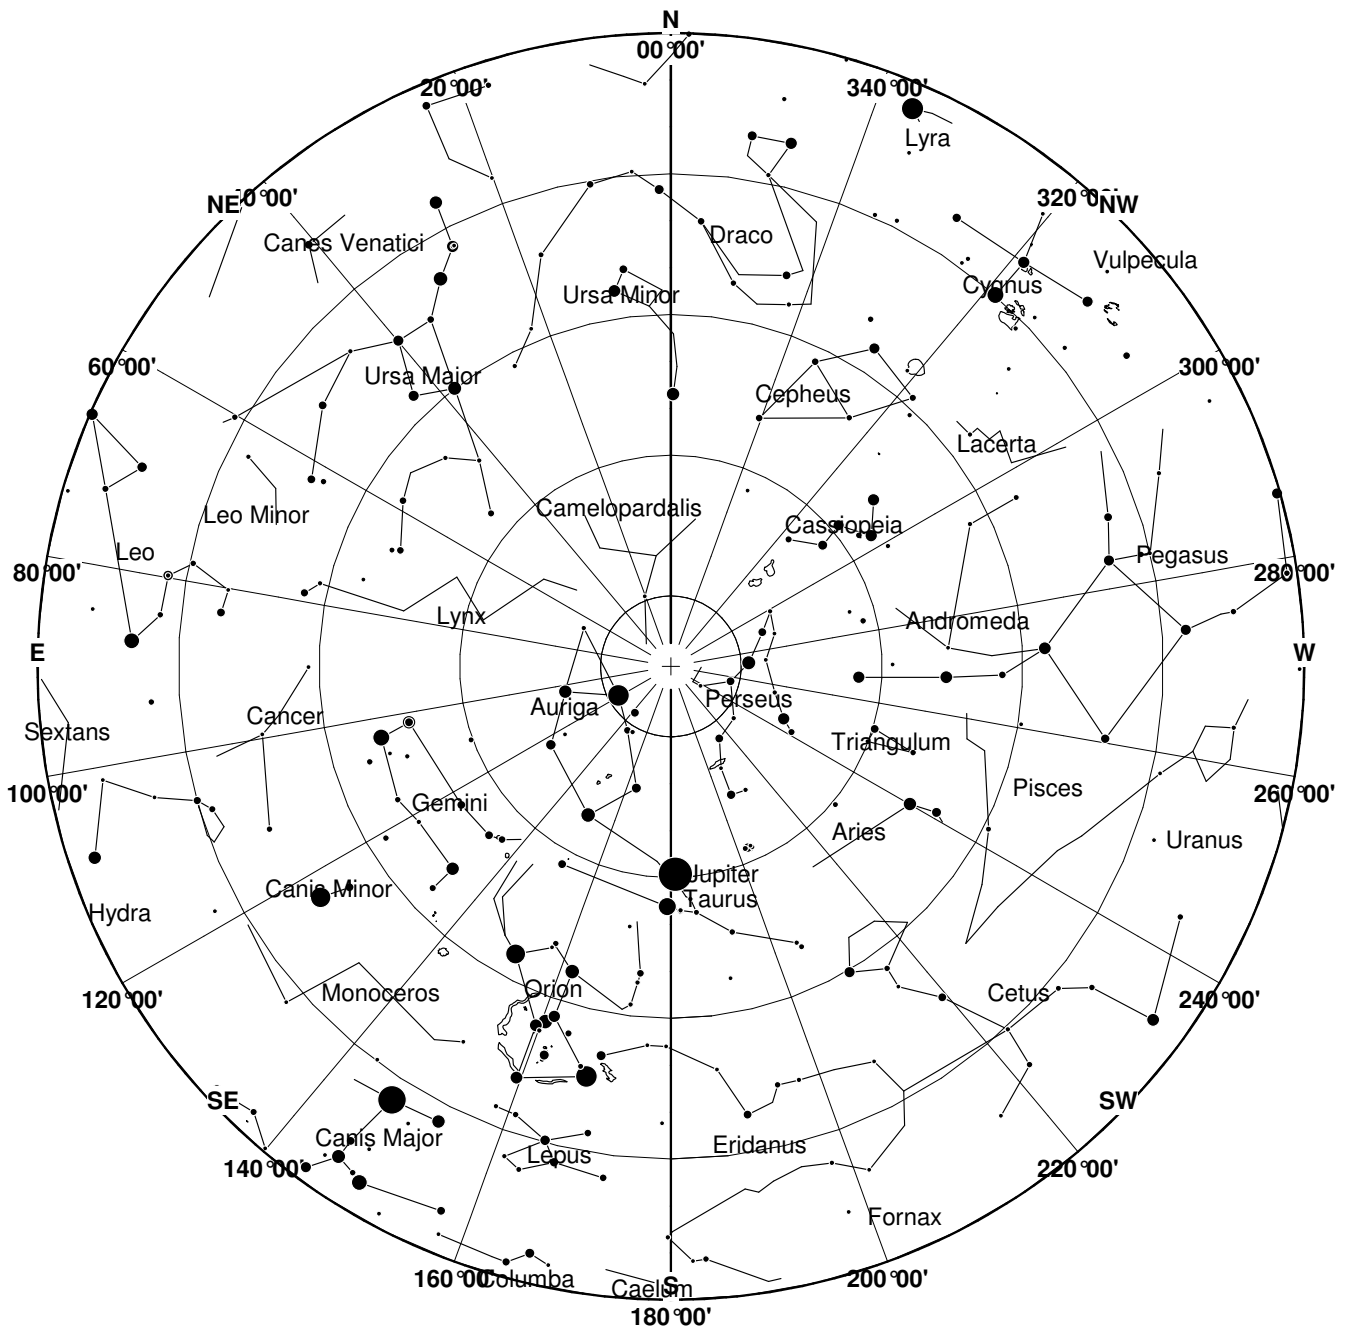 N
00°00'
20°00'
340°00'
Lyra
NE
0°00'
320°0
NW
Canes Venatici
Draco
Vulpecula
Ursa Minor
Cygnus
60°00'
300°00'
Ursa Major
Cepheus
Lacerta
Leo Minor
Camelopardalis
Cassiopeia
Leo
Pegasus
80°00'
280°00'
Lynx
Andromeda
E
W
Auriga
Perseus
Cancer
Sextans
Triangulum
100°00'
Gemini
Pisces
260°00'
Aries
Uranus
Canis Minor
Jupiter
Taurus
Hydra
Orion
Monoceros
Cetus
120°00'
240°00'
SE
SW
Canis Major
Lepus
Eridanus
140°00'
220°00'
Fornax
160°00'
Columba
Caelum
S
200°00'
180°00'